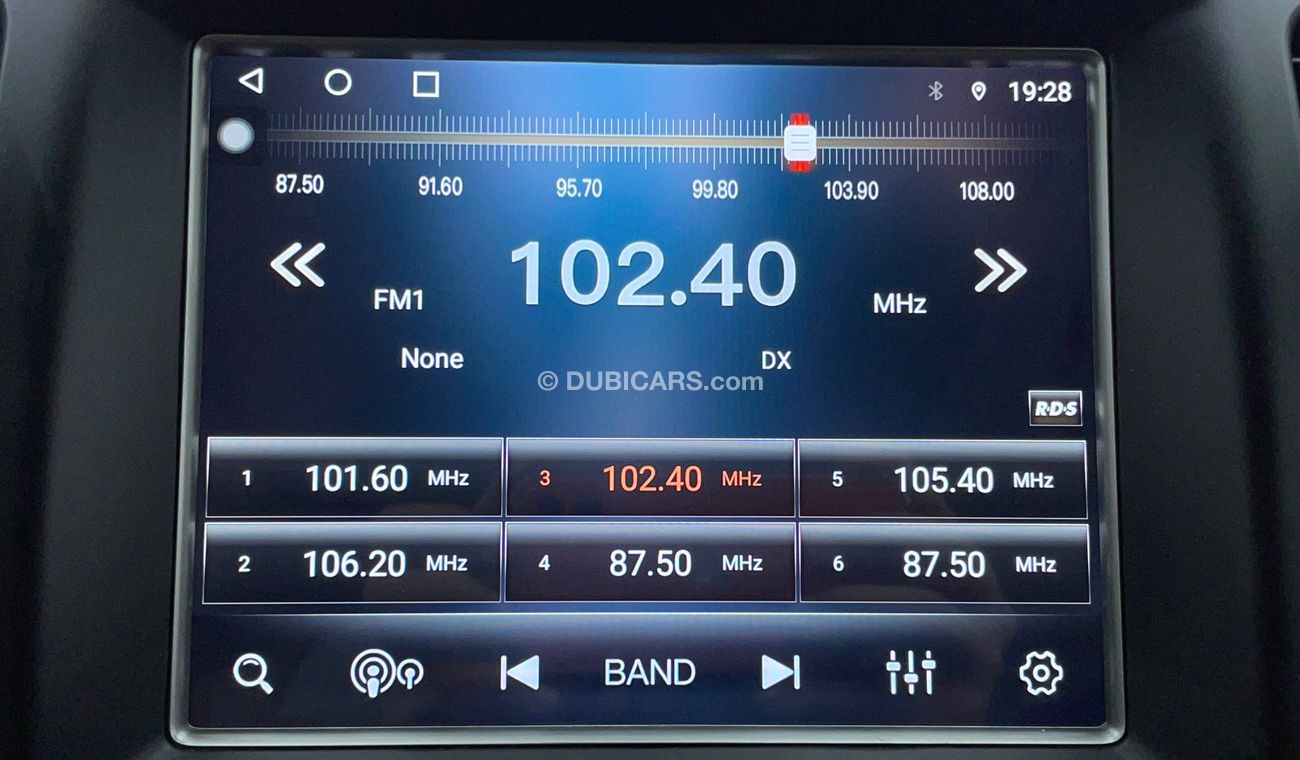 19:28
87.50 91.60 95.70 99.80 103.90 108.00
102.40
FM1 MHz
None DX
© DUBICARS.com
R·D·S
1 101.60 MHz 3 102.40 MHz 5 105.40 MHz
2 106.20 MHz 4 87.50 MHz 6 87.50 MHz
BAND